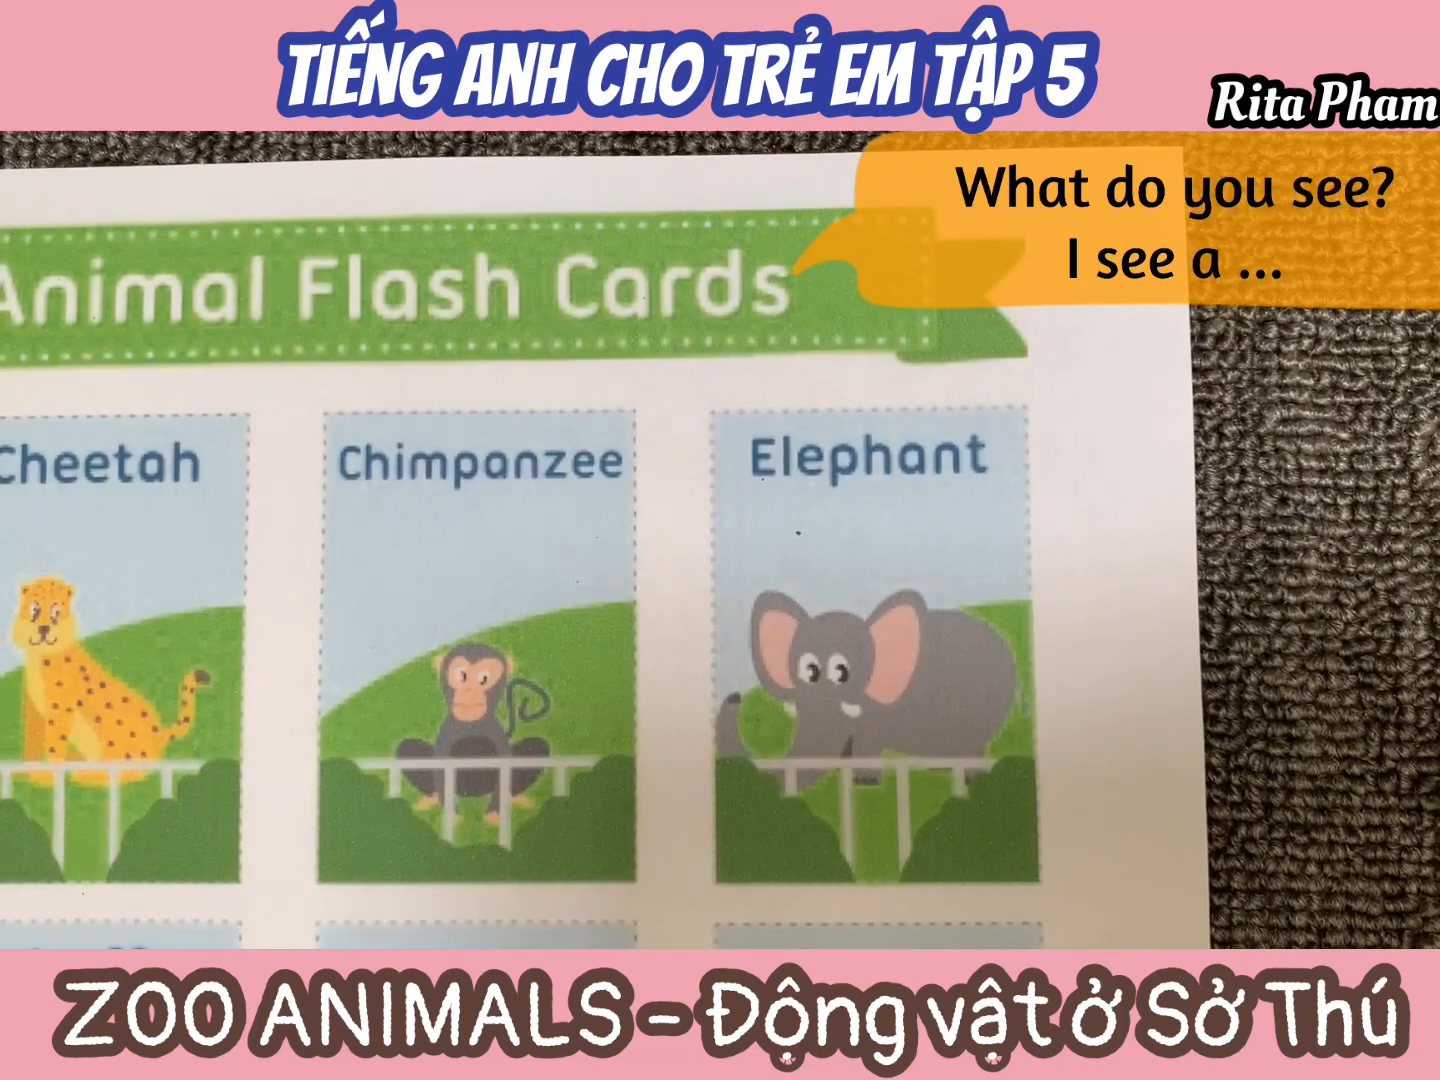 TIẾNG ANH CHO TRẺ EM TẬP 5
Rita Pham
What do you see?
I see a ...
Animal Flash Cards
Cheetah
Chimpanzee
Elephant
ZOO ANIMALS - Động vật ở Sở Thú